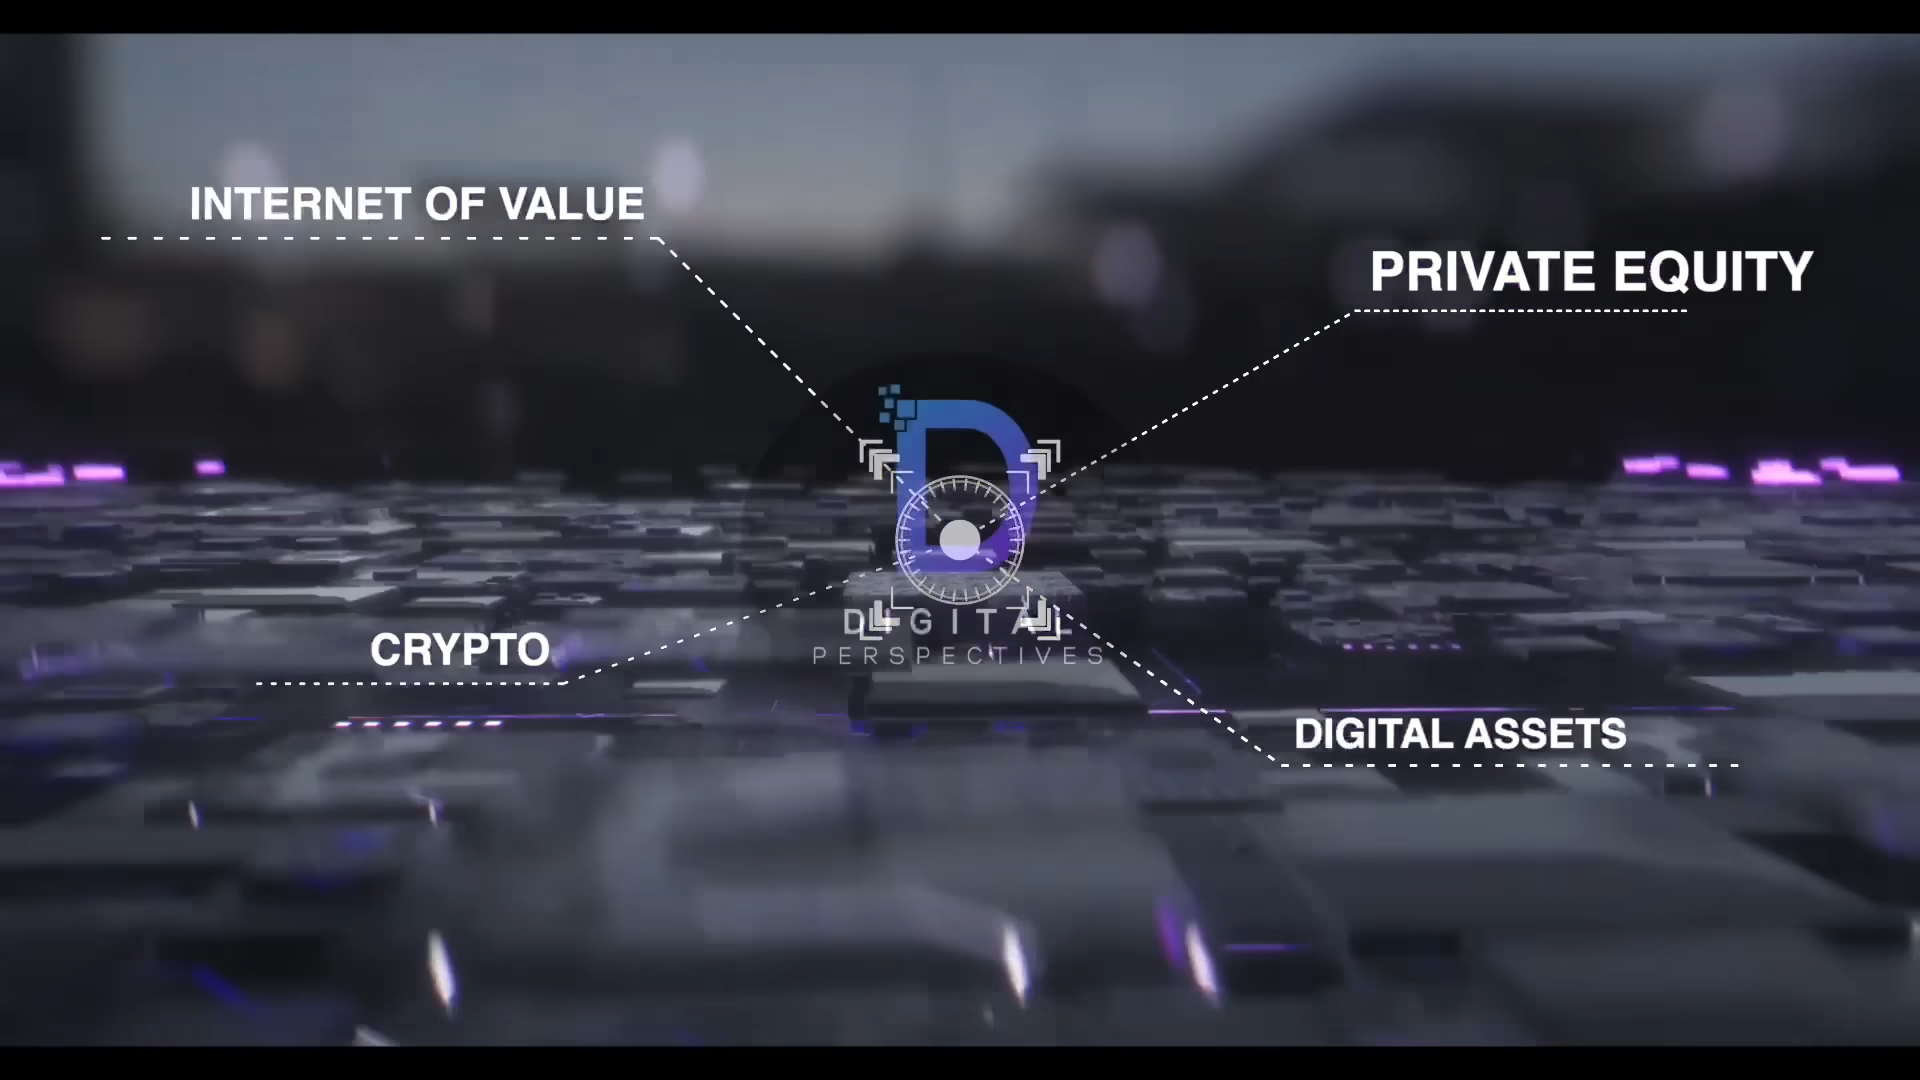 INTERNET OF VALUE
PRIVATE EQUITY
DIGITAL
PERSPECTIVES
CRYPTO
DIGITAL ASSETS